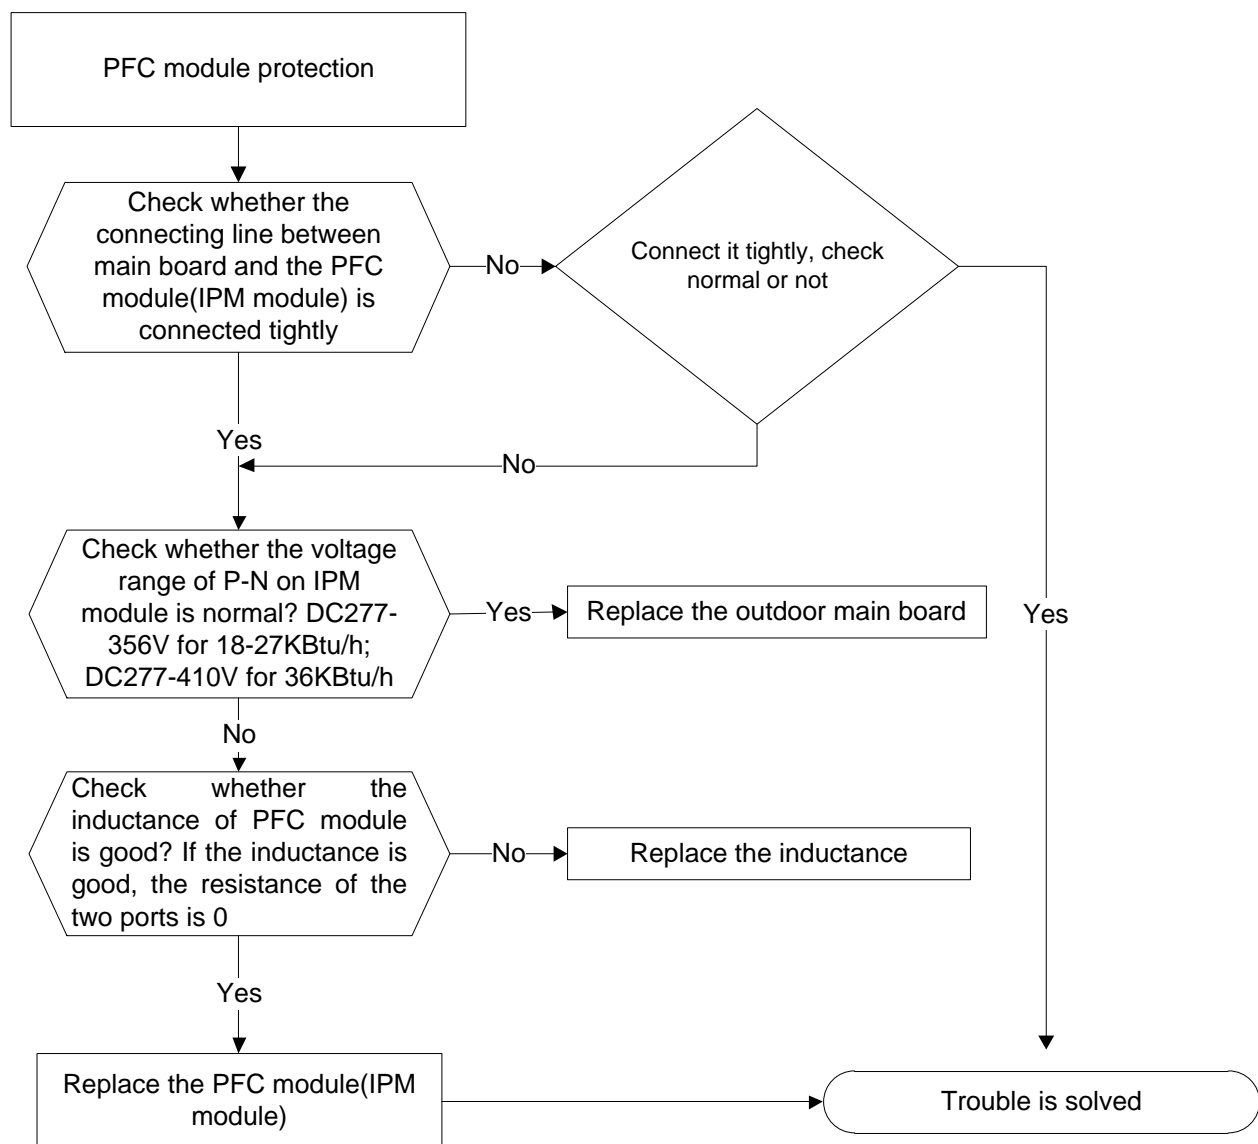 PFC module protection
Check whether the
connecting line between
main board and the PFC
module(IPM module) is
connected tightly
No
Connect it tightly, check
normal or not
Yes
No
Check whether the voltage
range of P-N on IPM
module is normal? DC277-
356V for 18-27KBtu/h;
DC277-410V for 36KBtu/h
Yes
Replace the outdoor main board
Yes
No
Check whether the
inductance of PFC module
is good? If the inductance is
good, the resistance of the
two ports is 0
No
Replace the inductance
Yes
Replace the PFC module(IPM
module)
Trouble is solved